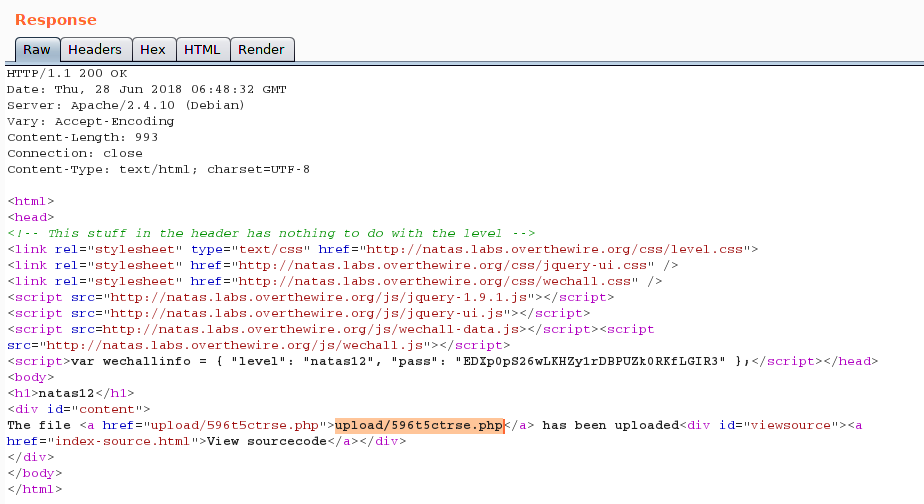 Response
Raw Headers Hex HTML Render
HTTP/1.1 200 OK
Date: Thu, 28 Jun 2018 06:48:32 GMT
Server: Apache/2.4.10 (Debian)
Vary: Accept-Encoding
Content-Length: 993
Connection: close
Content-Type: text/html; charset=UTF-8
<html>
<head>
<!-- This stuff in the header has nothing to do with the level -->
<link rel="stylesheet" type="text/css" href="http://natas.labs.overthewire.org/css/level.css">
<link rel="stylesheet" href="http://natas.labs.overthewire.org/css/jquery-ui.css" />
<link rel="stylesheet" href="http://natas.labs.overthewire.org/css/wechall.css" />
<script src="http://natas.labs.overthewire.org/js/jquery-1.9.1.js"></script>
<script src="http://natas.labs.overthewire.org/js/jquery-ui.js"></script>
<script src=http://natas.labs.overthewire.org/js/wechall-data.js></script><script
src="http://natas.labs.overthewire.org/js/wechall.js"></script>
<script>var wechallinfo = { "level": "natas12", "pass": "EDXp0pS26wLKHZy1rDBPUZk0RKfLGIR3" };</script></head>
<body>
<h1>natas12</h1>
<div id="content">
The file <a href="upload/596t5ctrse.php">upload/596t5ctrse.php</a> has been uploaded<div id="viewsource"><a
href="index-source.html">View sourcecode</a></div>
</div>
</body>
</html>